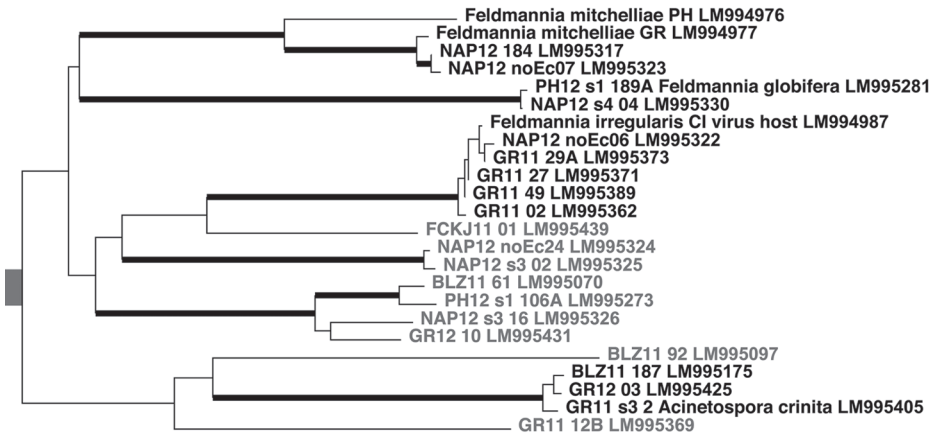 Feldmannia mitchelliae PH LM994976
Feldmannia mitchelliae GR LM994977
NAP12 184 LM995317
NAP12 noEc07 LM995323
PH12 s1 189A Feldmannia globifera LM995281
NAP12 s4 04 LM995330
Feldmannia irregularis CI virus host LM994987
NAP12 noEc06 LM995322
GR11 29A LM995373
GR11 27 LM995371
GR11 49 LM995389
GR11 02 LM995362
FCKJ11 01 LM995439
NAP12 noEc24 LM995324
NAP12 s3 02 LM995325
BLZ11 61 LM995070
PH12 s1 106A LM995273
NAP12 s3 16 LM995326
GR12 10 LM995431
BLZ11 92 LM995097
BLZ11 187 LM995175
GR12 03 LM995425
GR11 s3 2 Acinetospora crinita LM995405
GR11 12B LM995369